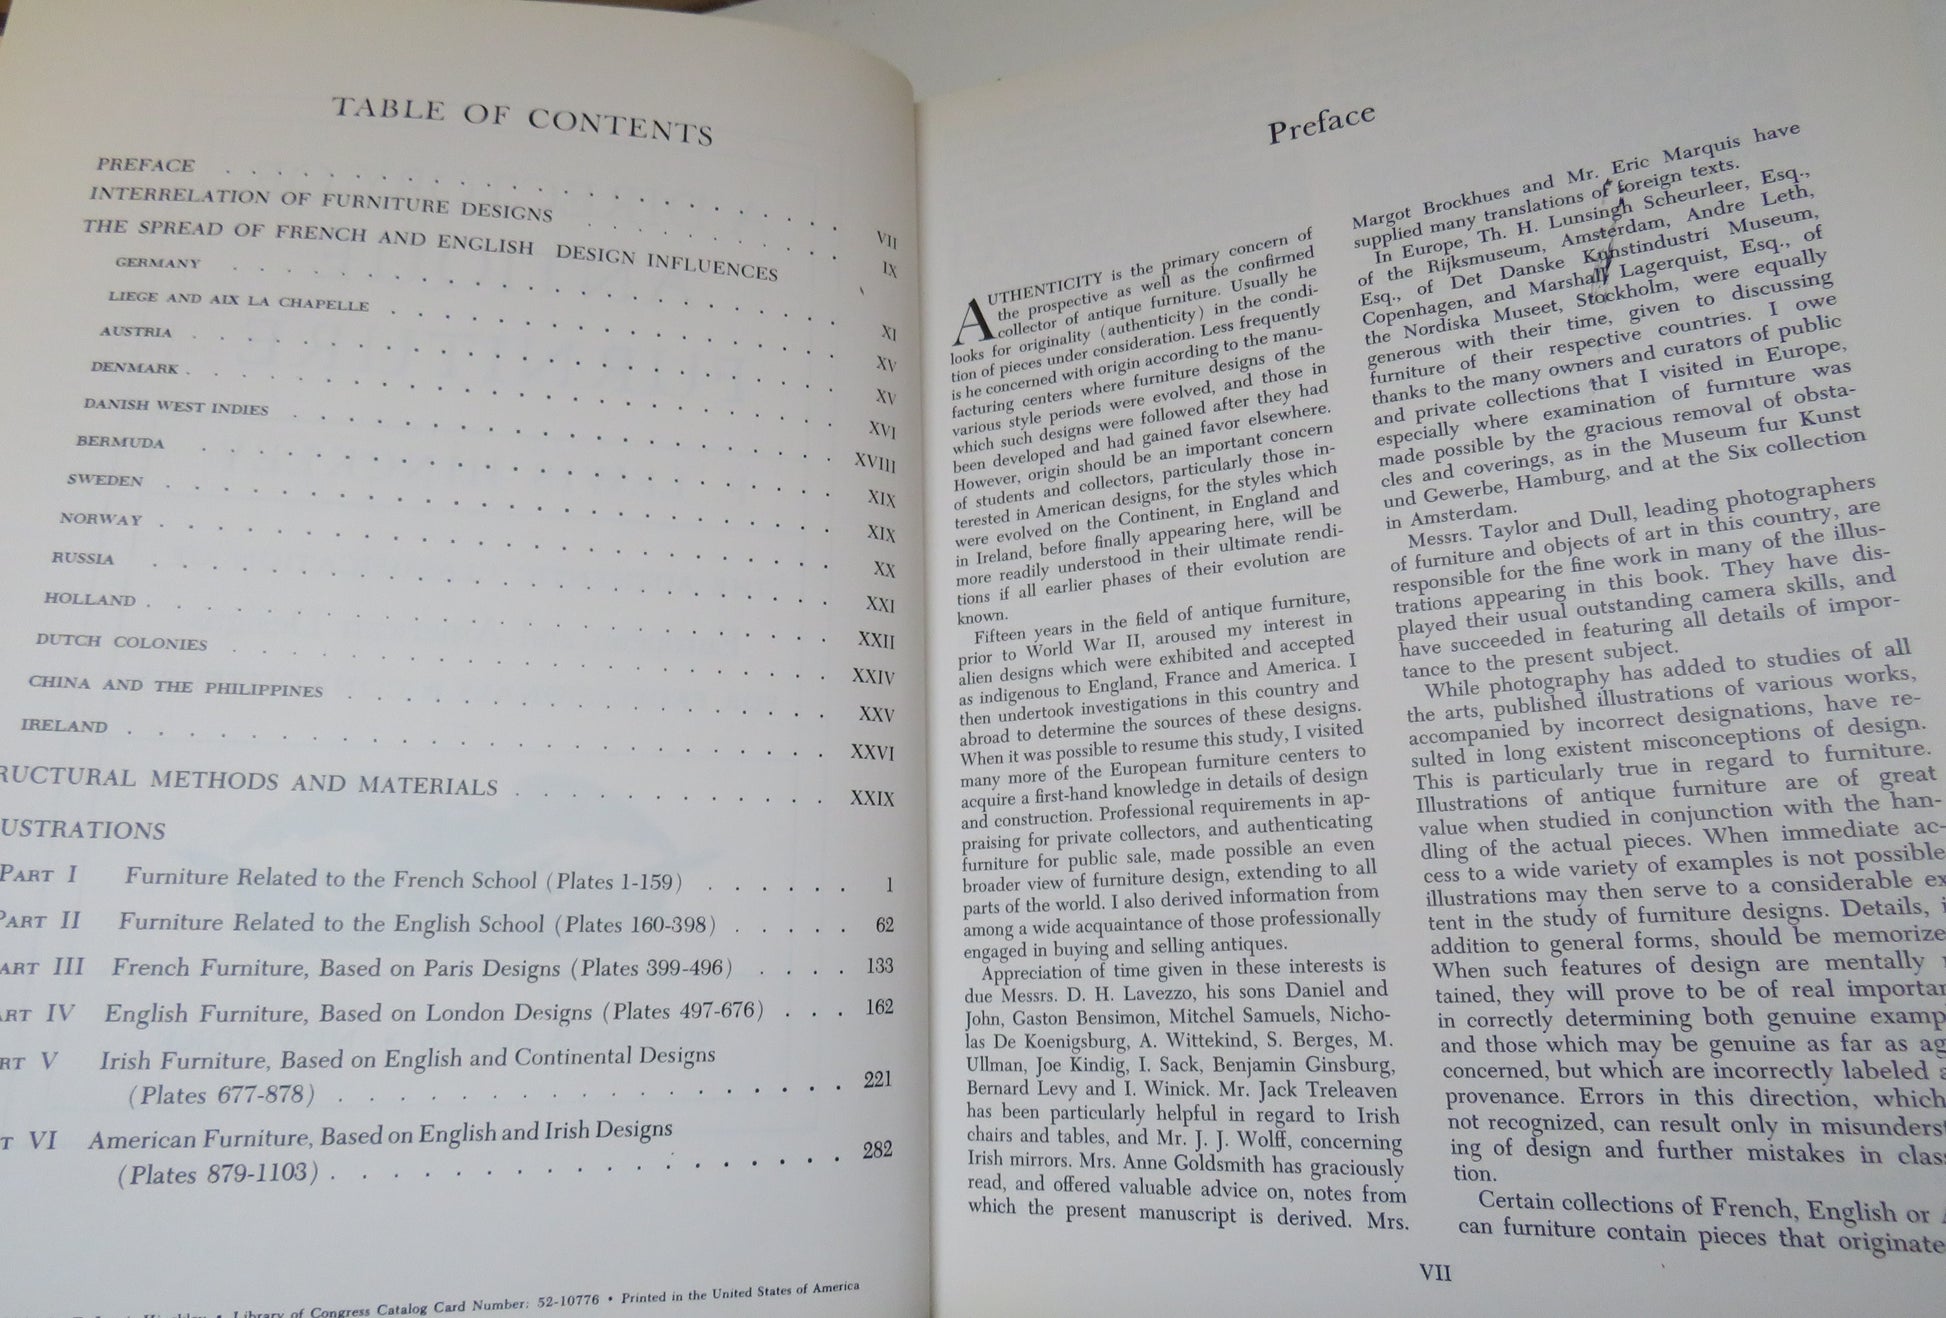 TABLE OF CONTENTS
PREFACE . . . . . . . . . . . . . . . . . . VII
INTERRELATION OF FURNITURE DESIGNS . . . . . . . . . IX
THE SPREAD OF FRENCH AND ENGLISH DESIGN INFLUENCES
GERMANY . . . . . . . . . . . . . . . . . . XI
LIEGE AND AIX LA CHAPELLE . . . . . . . . . . . . . XV
AUSTRIA . . . . . . . . . . . . . . . . . . XV
DENMARK . . . . . . . . . . . . . . . . . . XVI
DANISH WEST INDIES . . . . . . . . . . . . . . . XVIII
BERMUDA . . . . . . . . . . . . . . . . . . XIX
SWEDEN . . . . . . . . . . . . . . . . . . XIX
NORWAY . . . . . . . . . . . . . . . . . . XX
RUSSIA . . . . . . . . . . . . . . . . . . XXI
HOLLAND . . . . . . . . . . . . . . . . . . XXII
DUTCH COLONIES . . . . . . . . . . . . . . . . XXIV
CHINA AND THE PHILIPPINES . . . . . . . . . . . . . XXV
IRELAND . . . . . . . . . . . . . . . . . . XXVI
RUCTURAL METHODS AND MATERIALS . . . . . . . . . . . XXIX
USTRATIONS
PART I Furniture Related to the French School (Plates 1-159) . . . . . . 1
PART II Furniture Related to the English School (Plates 160-398) . . . . . 62
ART III French Furniture, Based on Paris Designs (Plates 399-496) . . . . 133
RT IV English Furniture, Based on London Designs (Plates 497-676) . . . 162
RT V Irish Furniture, Based on English and Continental Designs
(Plates 677-878) . . . . . . . . . . . . . . . . 221
T VI American Furniture, Based on English and Irish Designs
(Plates 879-1103) . . . . . . . . . . . . . . . . 282
• Library of Congress Catalog Card Number: 52-10776 • Printed in the United States of America
Preface
AUTHENTICITY is the primary concern of
the prospective as well as the confirmed
collector of antique furniture. Usually he
looks for originality (authenticity) in the condi-
tion of pieces under consideration. Less frequently
is he concerned with origin according to the manu-
facturing centers where furniture designs of the
various style periods were evolved, and those in
which such designs were followed after they had
been developed and had gained favor elsewhere.
However, origin should be an important concern
of students and collectors, particularly those in-
terested in American designs, for the styles which
were evolved on the Continent, in England and
in Ireland, before finally appearing here, will be
more readily understood in their ultimate rendi-
tions if all earlier phases of their evolution are
known.
Fifteen years in the field of antique furniture,
prior to World War II, aroused my interest in
alien designs which were exhibited and accepted
as indigenous to England, France and America. I
then undertook investigations in this country and
abroad to determine the sources of these designs.
When it was possible to resume this study, I visited
many more of the European furniture centers to
acquire a first-hand knowledge in details of design
and construction. Professional requirements in ap-
praising for private collectors, and authenticating
furniture for public sale, made possible an even
broader view of furniture design, extending to all
parts of the world. I also derived information from
among a wide acquaintance of those professionally
engaged in buying and selling antiques.
Appreciation of time given in these interests is
due Messrs. D. H. Lavezzo, his sons Daniel and
John, Gaston Bensimon, Mitchel Samuels, Nicho-
las De Koenigsburg, A. Wittekind, S. Berges, M.
Ullman, Joe Kindig, I. Sack, Benjamin Ginsburg,
Bernard Levy and I. Winick. Mr. Jack Treleaven
has been particularly helpful in regard to Irish
chairs and tables, and Mr. J. J. Wolff, concerning
Irish mirrors. Mrs. Anne Goldsmith has graciously
read, and offered valuable advice on, notes from
which the present manuscript is derived. Mrs.
Margot Brockhues and Mr. Eric Marquis have
supplied many translations of foreign texts.
In Europe, Th. H. Lunsingh Scheurleer, Esq.,
of the Rijksmuseum, Amsterdam, Andre Leth,
Esq., of Det Danske Kunstindustri Museum,
Copenhagen, and Marshall Lagerquist, Esq., of
the Nordiska Museet, Stockholm, were equally
generous with their time, given to discussing
furniture of their respective countries. I owe
thanks to the many owners and curators of public
and private collections that I visited in Europe,
especially where examination of furniture was
made possible by the gracious removal of obsta-
cles and coverings, as in the Museum fur Kunst
und Gewerbe, Hamburg, and at the Six collection
in Amsterdam.
Messrs. Taylor and Dull, leading photographers
of furniture and objects of art in this country, are
responsible for the fine work in many of the illus-
trations appearing in this book. They have dis-
played their usual outstanding camera skills, and
have succeeded in featuring all details of impor-
tance to the present subject.
While photography has added to studies of all
the arts, published illustrations of various works,
accompanied by incorrect designations, have re-
sulted in long existent misconceptions of design.
This is particularly true in regard to furniture.
Illustrations of antique furniture are of great
value when studied in conjunction with the han-
dling of the actual pieces. When immediate ac-
cess to a wide variety of examples is not possible
illustrations may then serve to a considerable ex
tent in the study of furniture designs. Details, i
addition to general forms, should be memorize
When such features of design are mentally
tained, they will prove to be of real importan
in correctly determining both genuine examp
and those which may be genuine as far as ag
concerned, but which are incorrectly labeled a
provenance. Errors in this direction, which
not recognized, can result only in misunderst
ing of design and further mistakes in clas
tion.
Certain collections of French, English or A
can furniture contain pieces that originate
VII